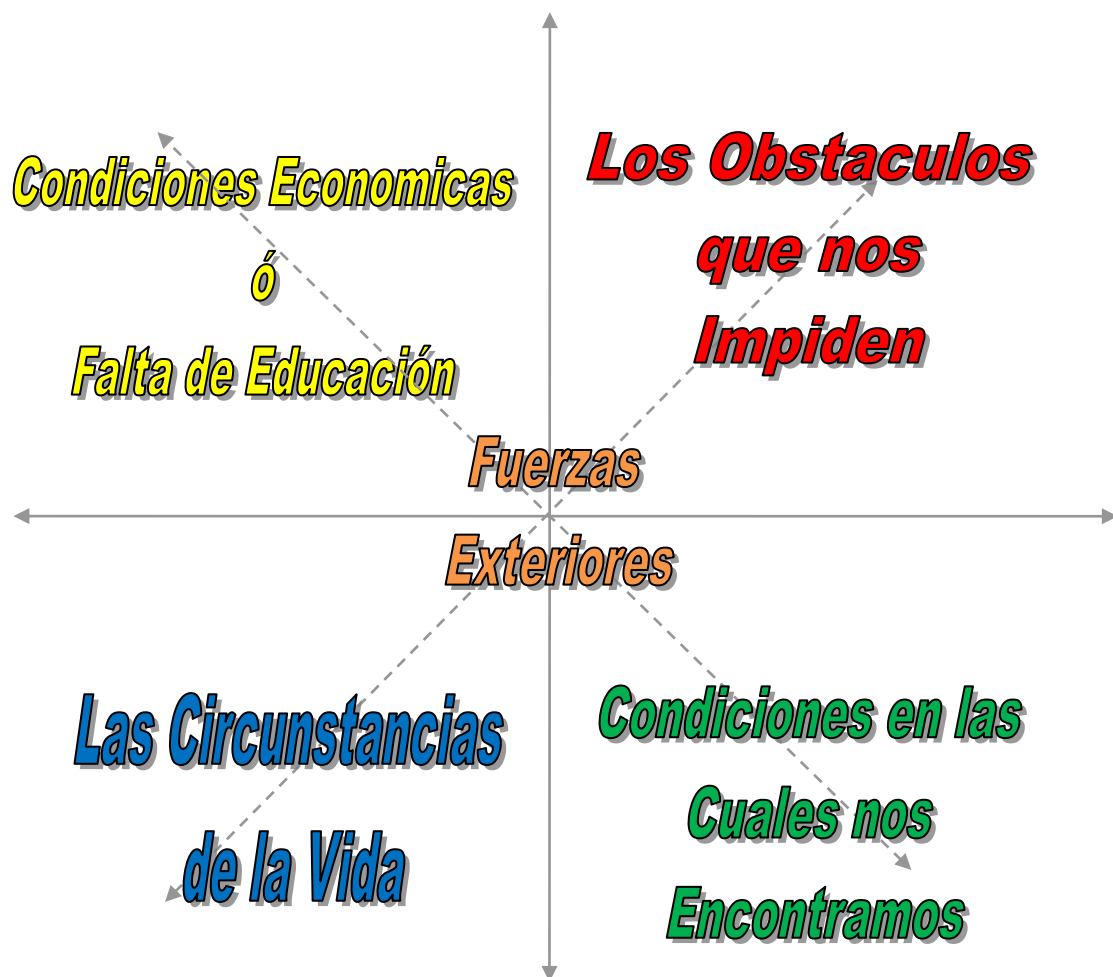 Condiciones Economicas
ó
Falta de Educación
Los Obstaculos
que nos
Impiden
Fuerzas
Exteriores
Las Circunstancias
de la Vida
Condiciones en las
Cuales nos
Encontramos